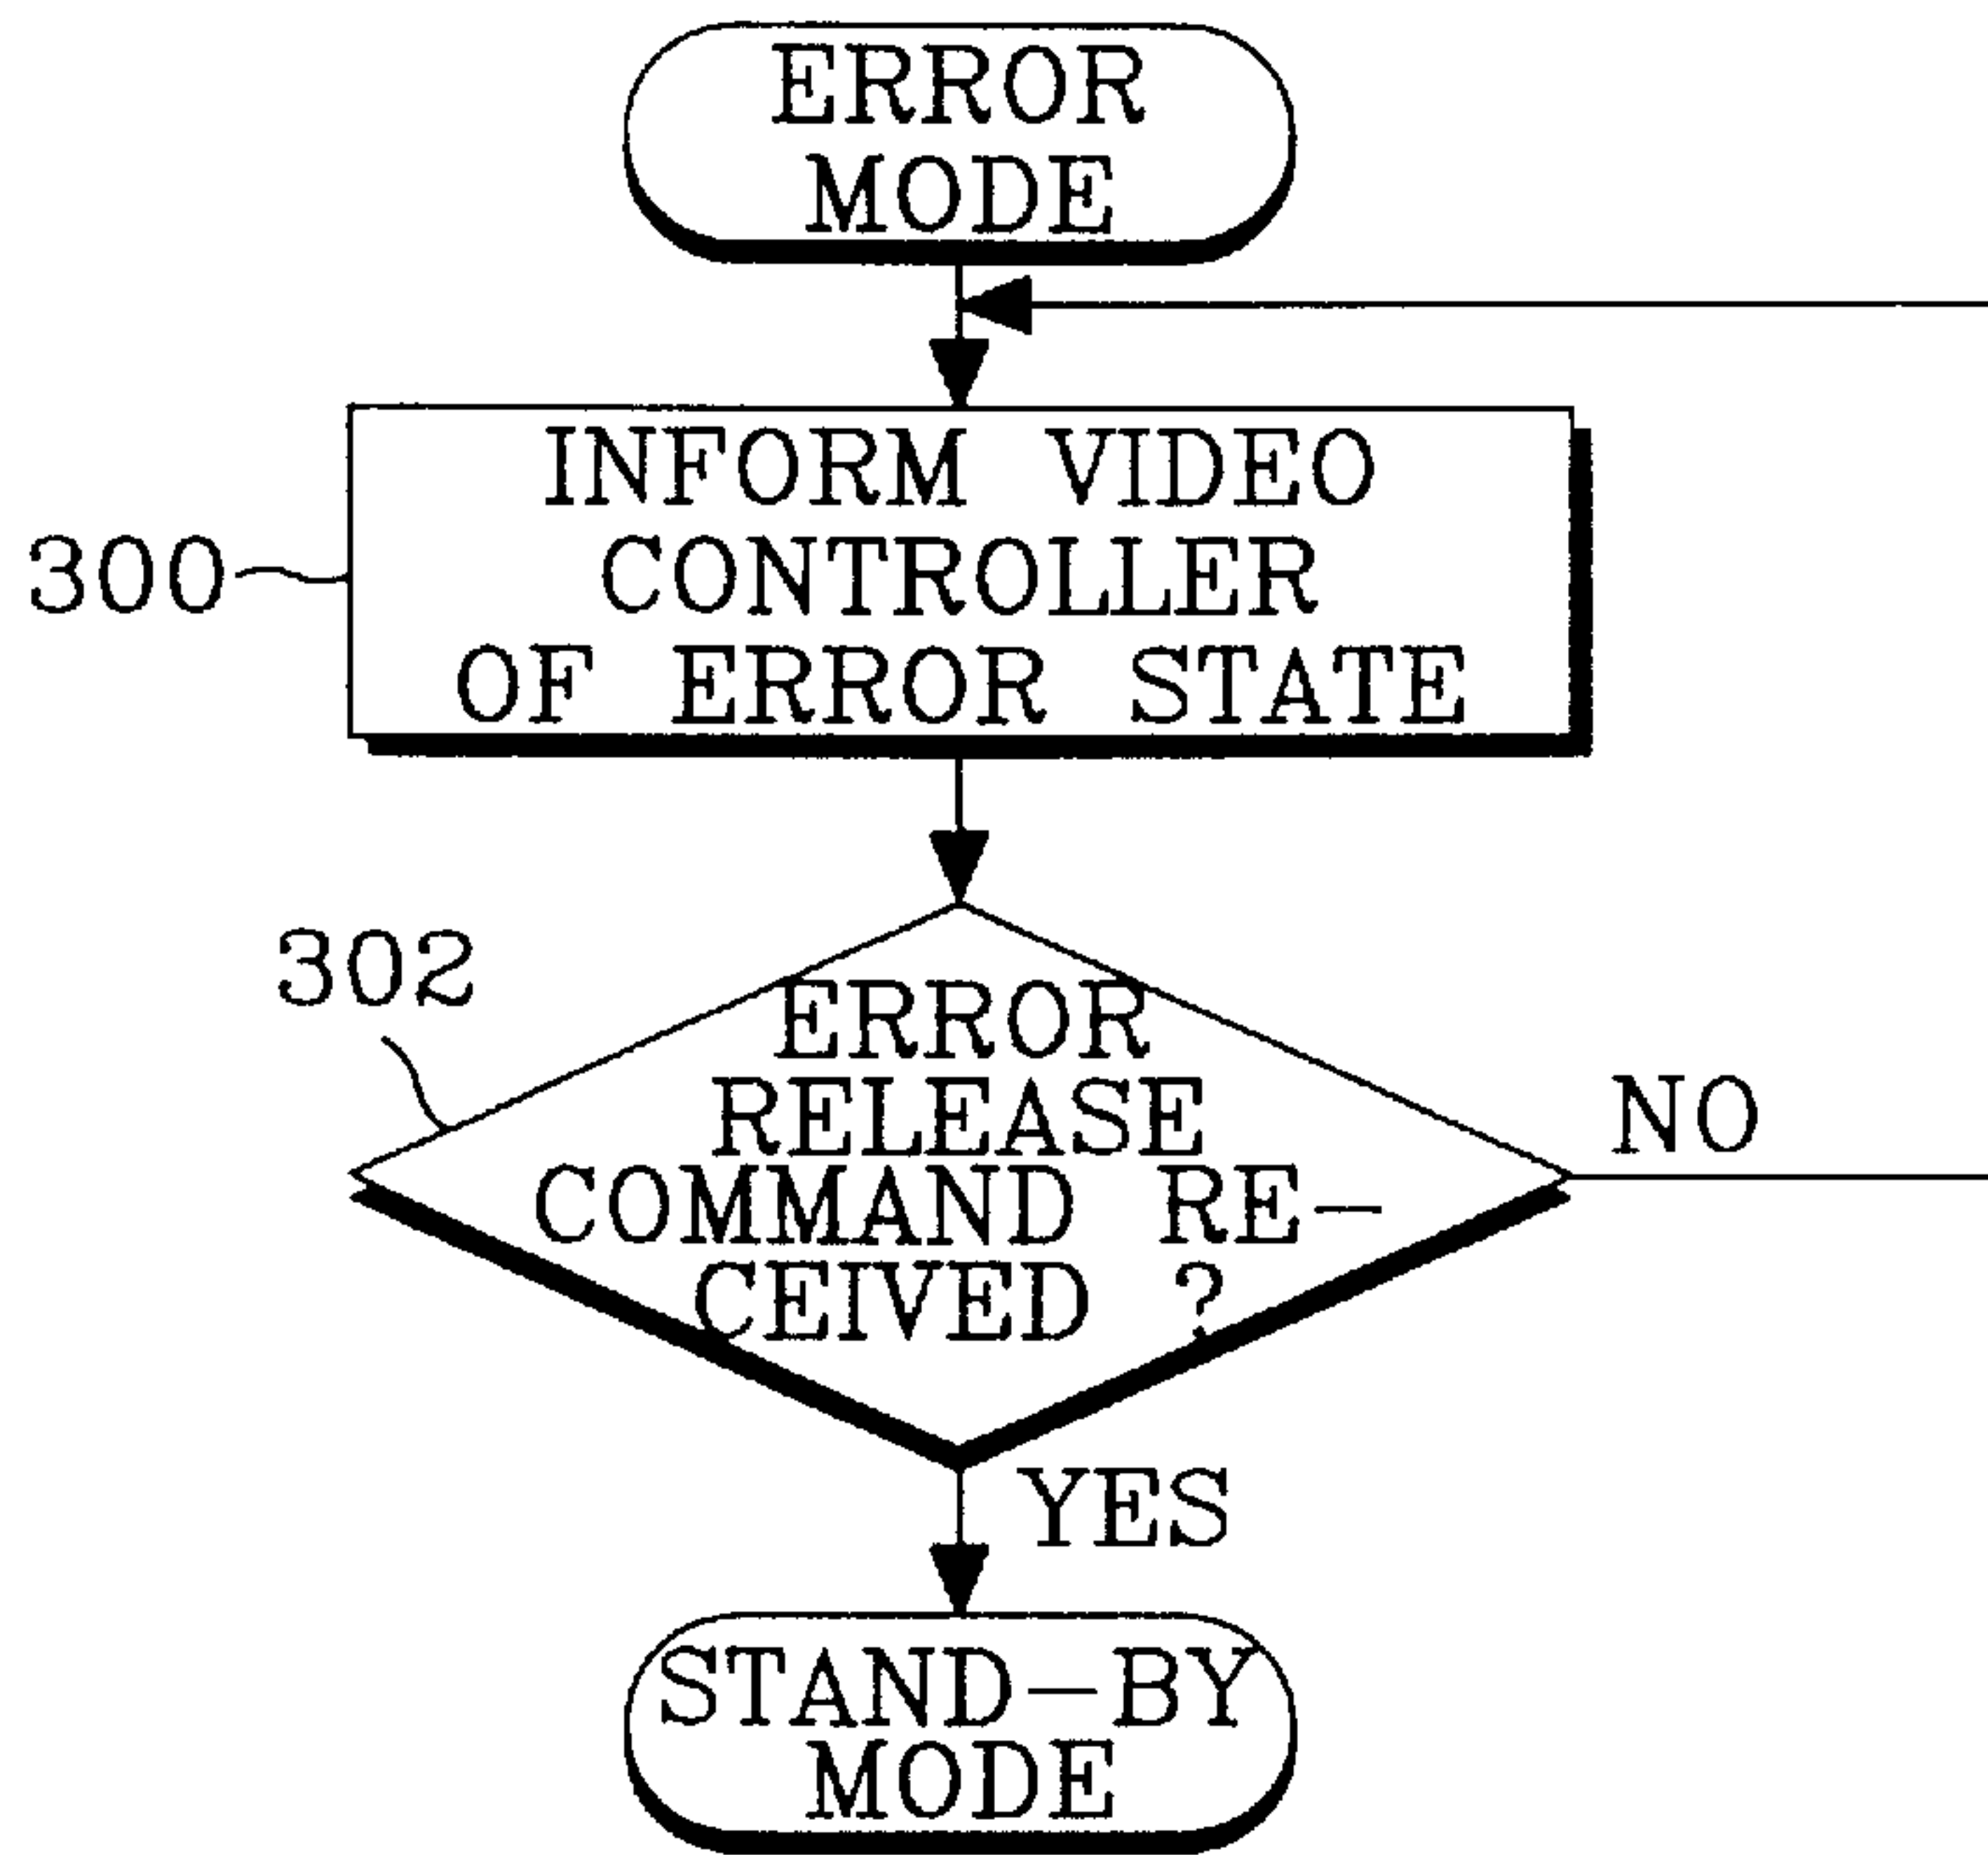 ERROR
MODE
INFORM VIDEO
CONTROLLER
OF ERROR STATE
300
302
ERROR
RELEASE
COMMAND RE-
CEIVED ?
NO
YES
STAND-BY
MODE